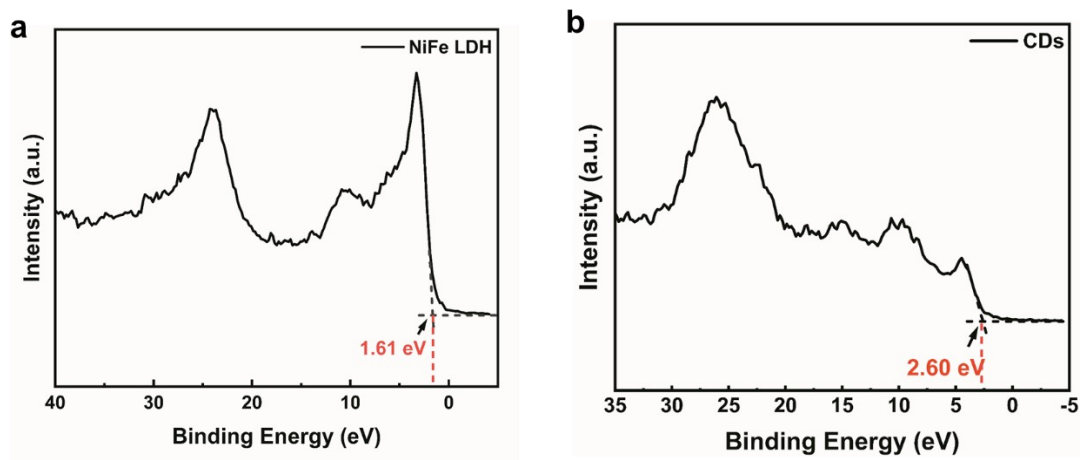 a
NiFe LDH
Intensity (a.u.)
1.61 eV
40 30 20 10 0
Binding Energy (eV)
b
CDs
Intensity (a.u.)
2.60 eV
35 30 25 20 15 10 5 0 -5
Binding Energy (eV)